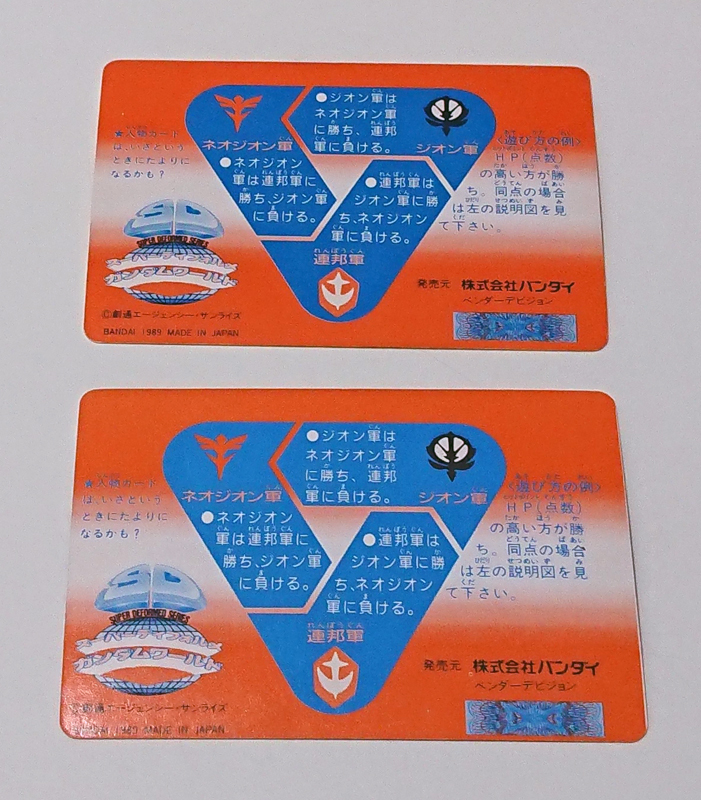 ★人物カード
は、いざという
ときにたよりに
なるかも?
ネオジオン軍
●ネオジオン
軍は連邦軍に
勝ち、ジオン軍
に負ける。
●ジオン軍は
ネオジオン軍
に勝ち、連邦
軍に負ける。
ジオン軍
●連邦軍は
ジオン軍に勝
ち、ネオジオン
軍に負ける。
連邦軍
〈遊び方の例〉
HP(点数)
の高い方が勝
ち。同点の場合
は左の説明図を見
て下さい。
SD
SUPER DEFORMED SERIES
スーパーディフォルメ
ガンダムワールド
©創通エージェンシー・サンライズ
BANDAI 1989 MADE IN JAPAN
発売元 株式会社バンダイ
ベンダーデビジョン
★人物カード
は、いざという
ときにたよりに
なるかも?
ネオジオン軍
●ネオジオン
軍は連邦軍に
勝ち、ジオン軍
に負ける。
●ジオン軍は
ネオジオン軍
に勝ち、連邦
軍に負ける。
ジオン軍
●連邦軍は
ジオン軍に勝
ち、ネオジオン
軍に負ける。
連邦軍
〈遊び方の例〉
HP(点数)
の高い方が勝
ち。同点の場合
は左の説明図を見
て下さい。
SD
SUPER DEFORMED SERIES
スーパーディフォルメ
ガンダムワールド
©創通エージェンシー・サンライズ
BANDAI 1989 MADE IN JAPAN
発売元 株式会社バンダイ
ベンダーデビジョン